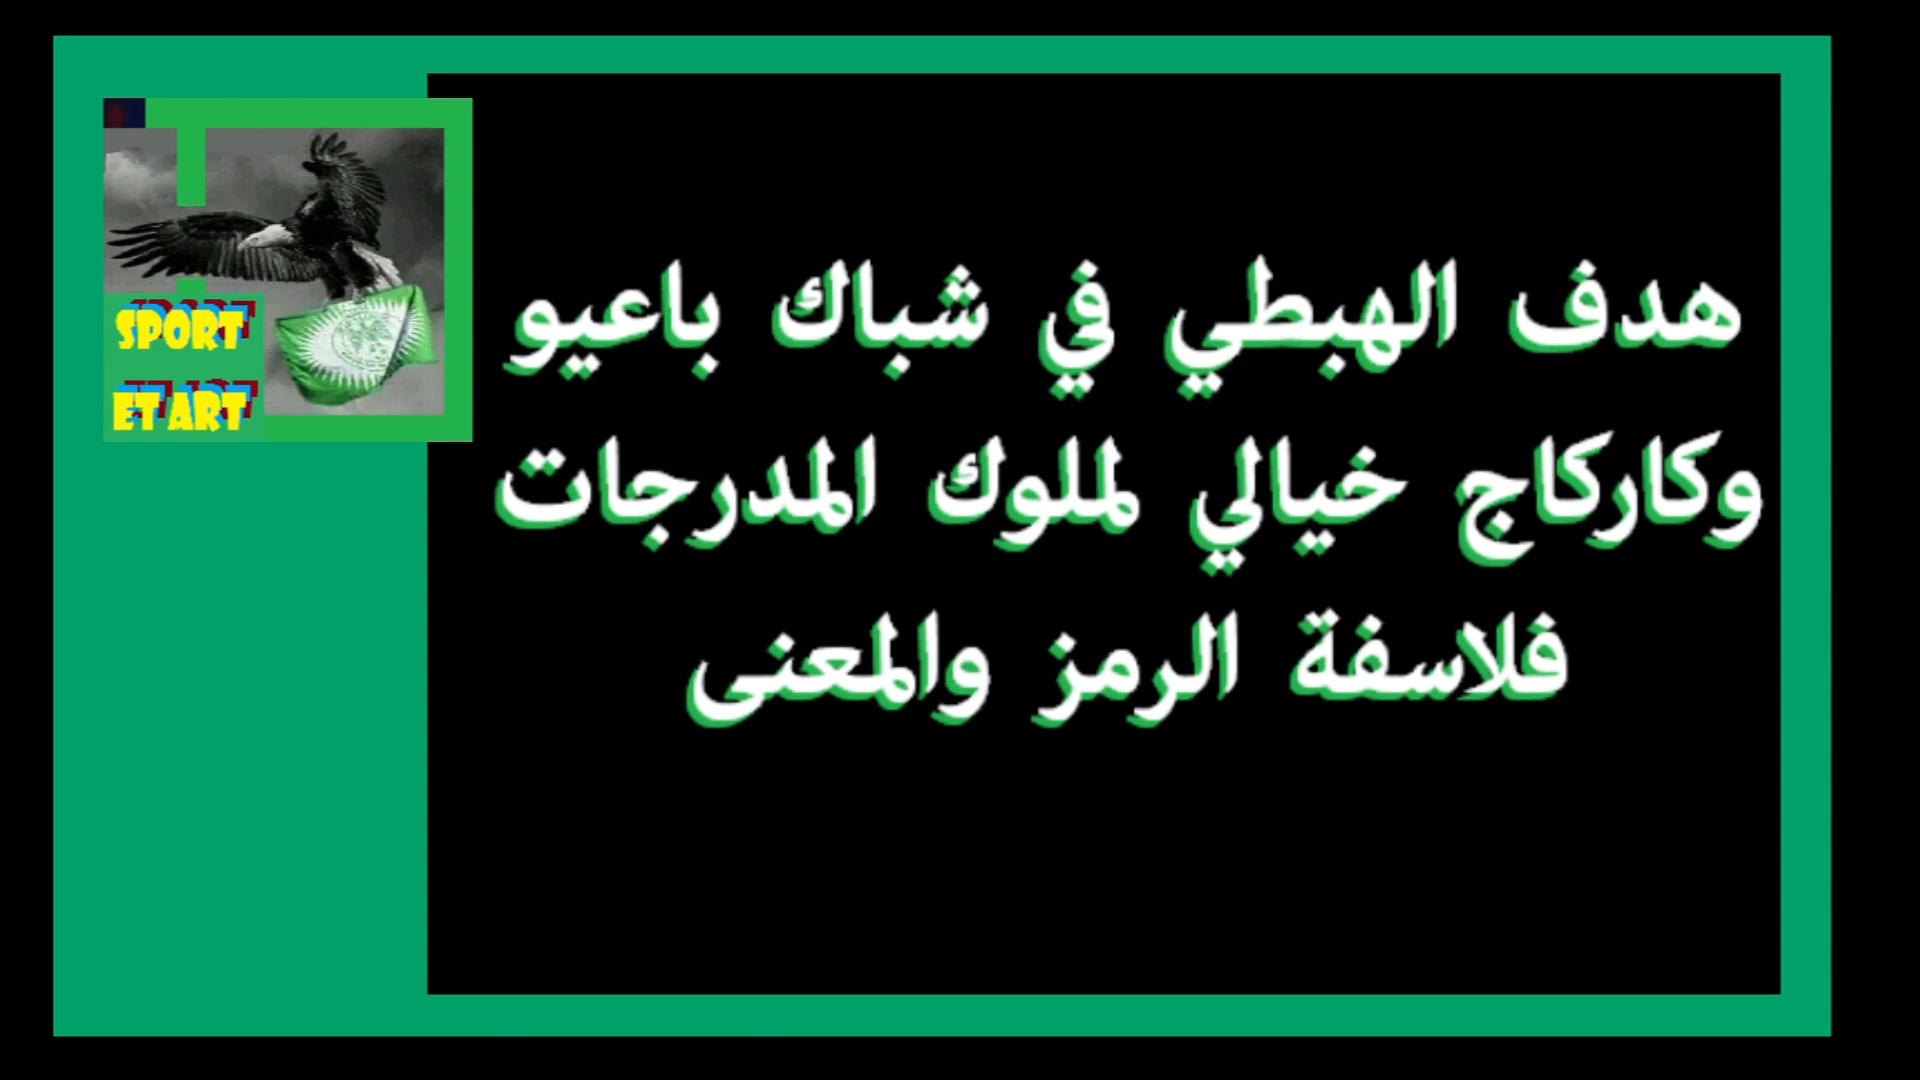 SPORT
ET ART
هدف الهبطي في شباك باعيو
وكاركاج خيالي لملوك المدرجات
فلاسفة الرمز والمعنى